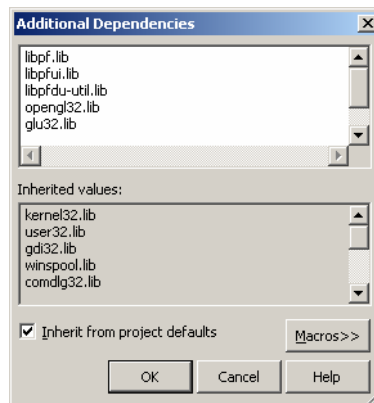 Additional Dependencies
libpf.lib
libpfui.lib
libpfdu-util.lib
opengl32.lib
glu32.lib
Inherited values:
kernel32.lib
user32.lib
gdi32.lib
winspool.lib
comdlg32.lib
Inherit from project defaults
Macros>>
OK Cancel Help